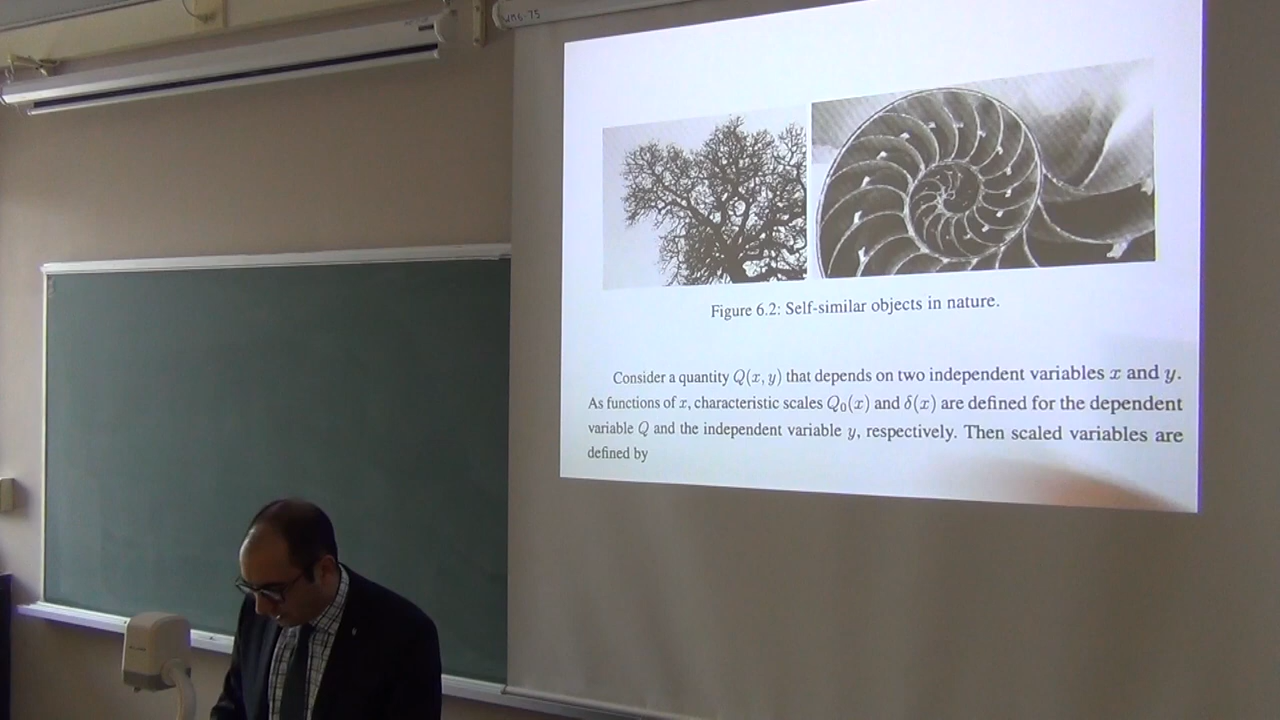 Figure 6.2: Self-similar objects in nature.
Consider a quantity Q(x, y) that depends on two independent variables x and y.
As functions of x, characteristic scales Q₀(x) and δ(x) are defined for the dependent
variable Q and the independent variable y, respectively. Then scaled variables are
defined by